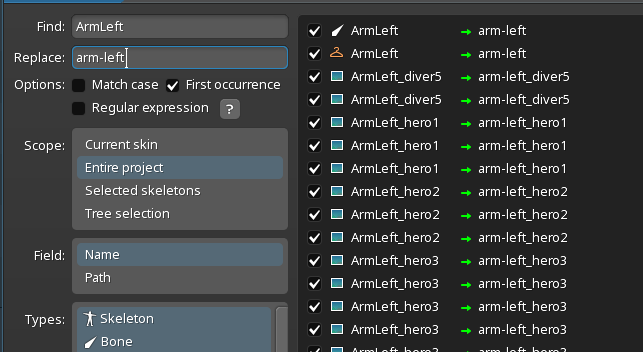 Find: ArmLeft
Replace: arm-left
Options: Match case First occurrence
Regular expression ?
Scope: Current skin
Entire project
Selected skeletons
Tree selection
Field: Name
Path
Types: Skeleton
Bone
ArmLeft → arm-left
ArmLeft → arm-left
ArmLeft_diver5 → arm-left_diver5
ArmLeft_diver5 → arm-left_diver5
ArmLeft_hero1 → arm-left_hero1
ArmLeft_hero1 → arm-left_hero1
ArmLeft_hero1 → arm-left_hero1
ArmLeft_hero2 → arm-left_hero2
ArmLeft_hero2 → arm-left_hero2
ArmLeft_hero2 → arm-left_hero2
ArmLeft_hero3 → arm-left_hero3
ArmLeft_hero3 → arm-left_hero3
ArmLeft_hero3 → arm-left_hero3
ArmLeft_hero3 → arm-left_hero3